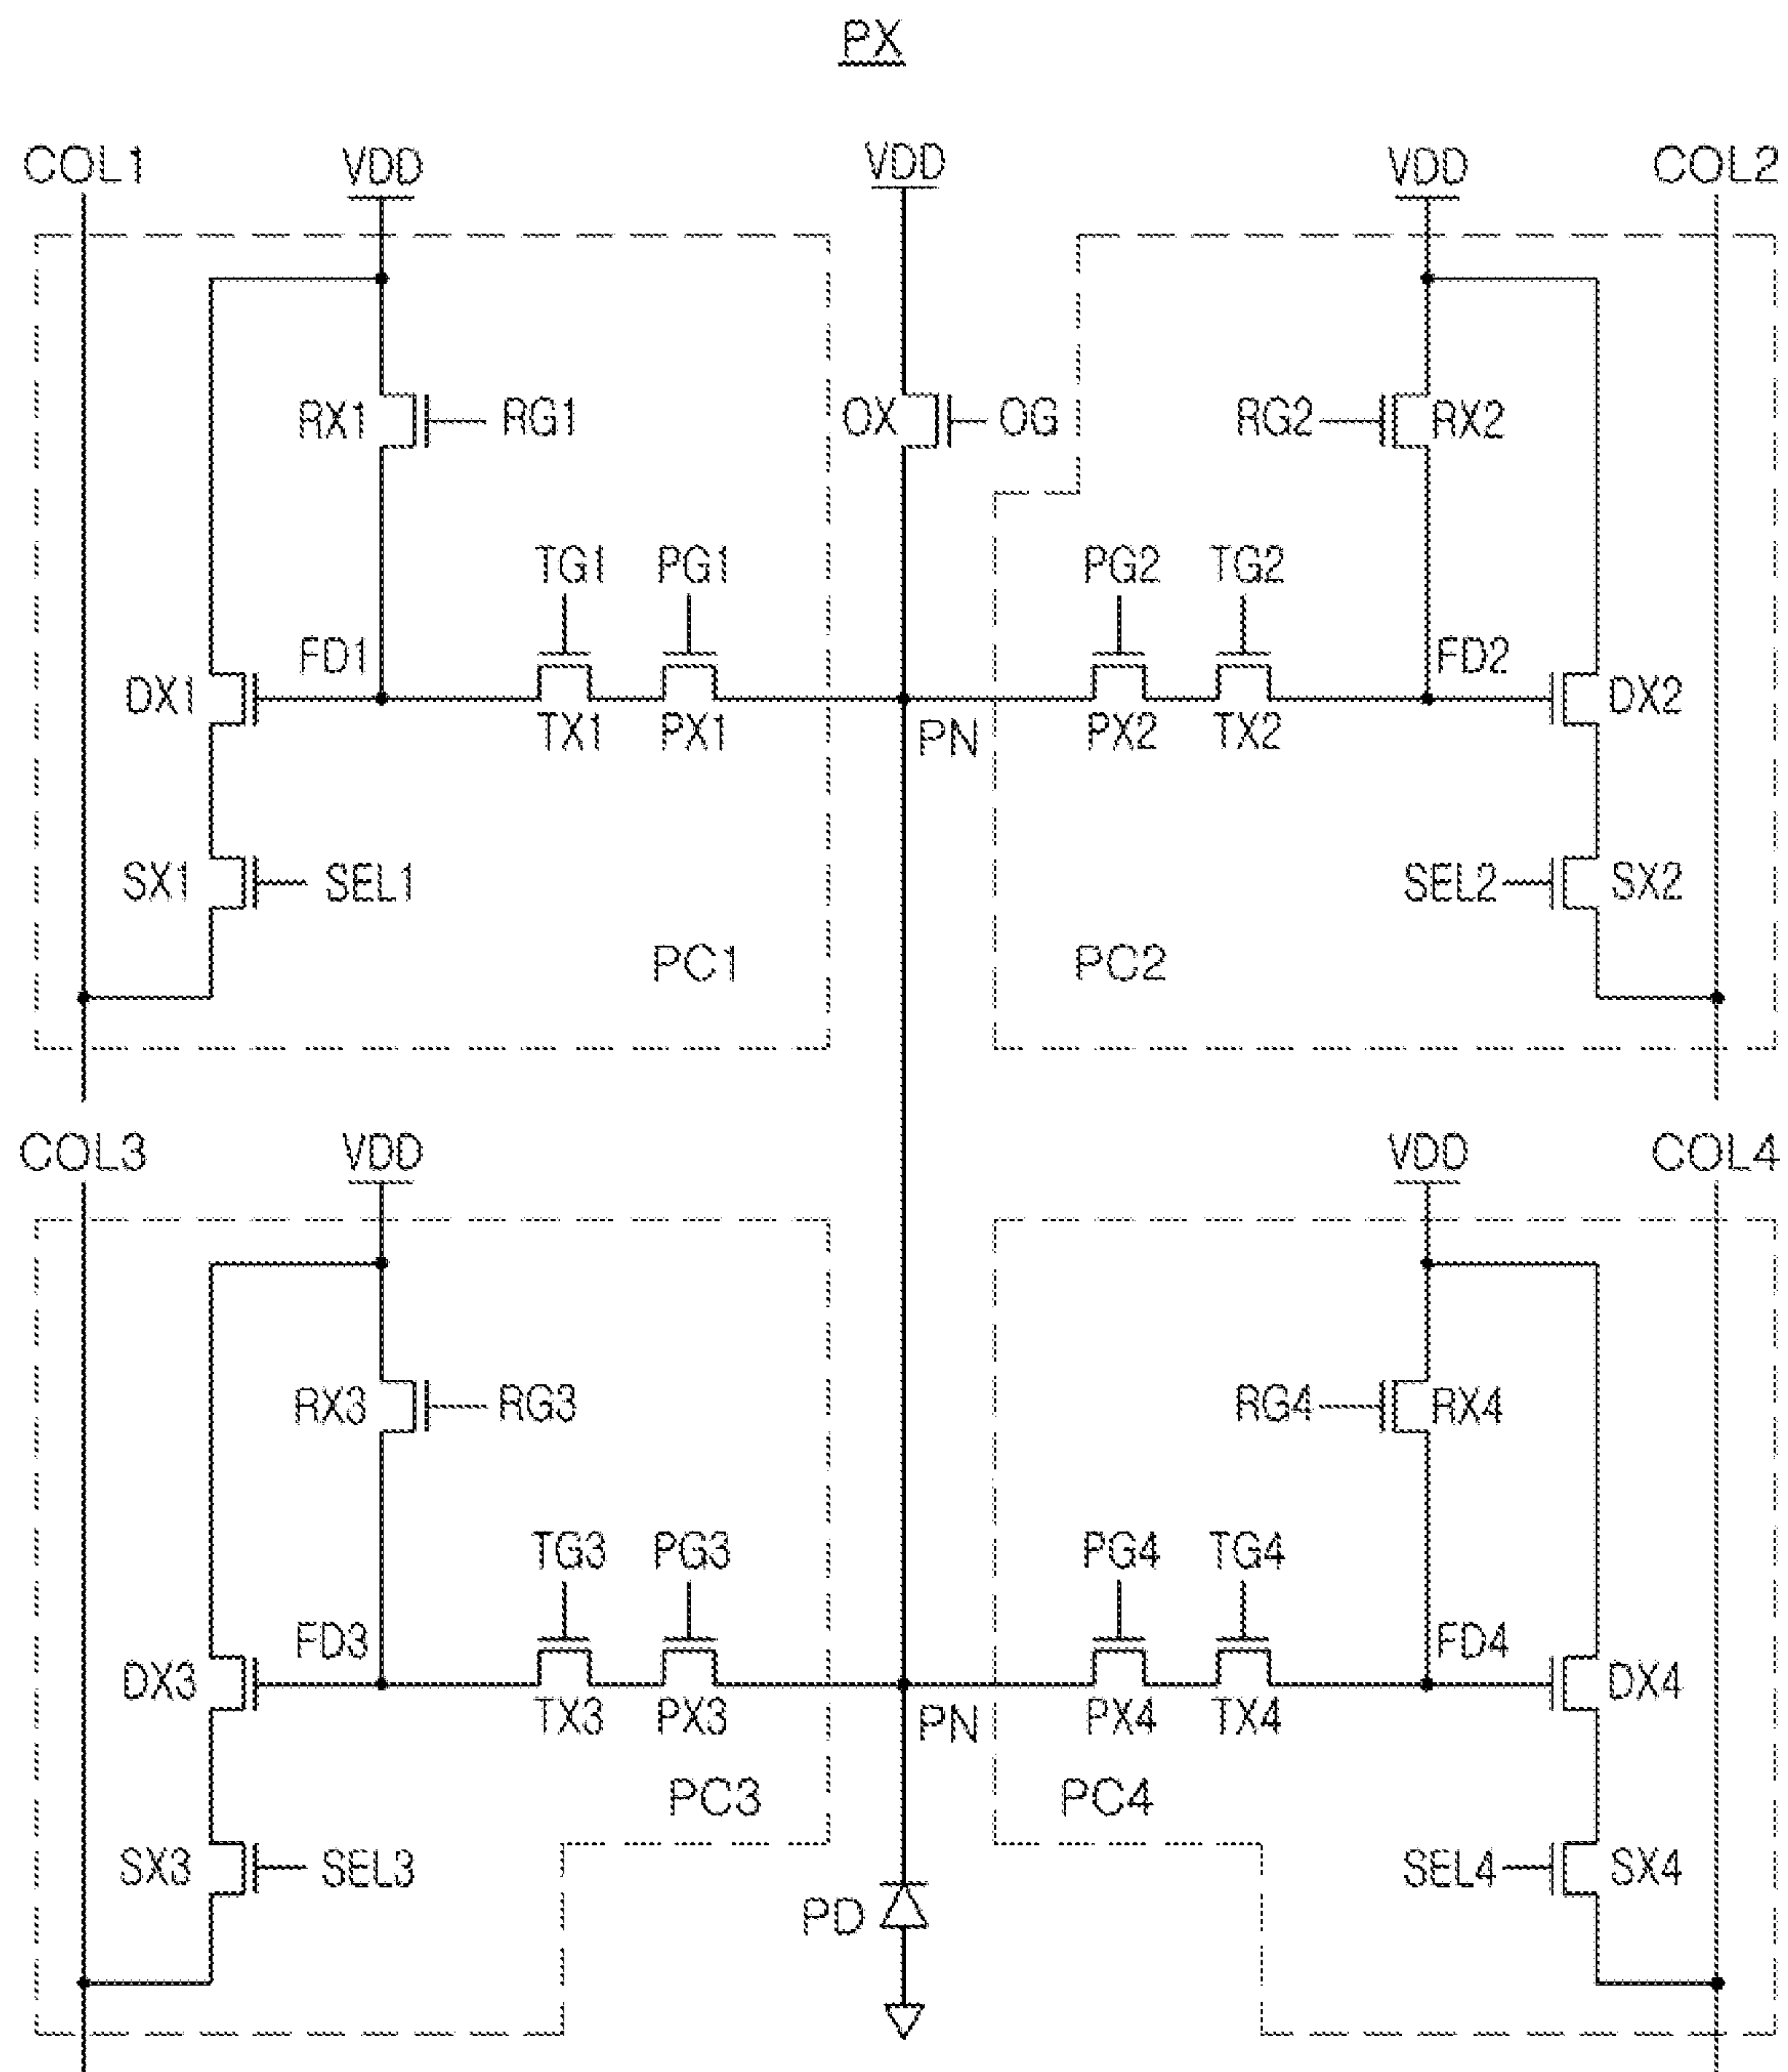 PX
COL1 VDD VDD VDD COL2
RX1 RG1 OX OG RG2 RX2
TG1 PG1 PG2 TG2
FD1 FD2
DX1 TX1 PX1 PN PX2 TX2 DX2
SX1 SEL1 SEL2 SX2
PC1 PC2
COL3 VDD VDD COL4
RX3 RG3 RG4 RX4
TG3 PG3 PG4 TG4
FD3 FD4
DX3 TX3 PX3 PN PX4 TX4 DX4
PC3 PC4
SX3 SEL3 SEL4 SX4
PD